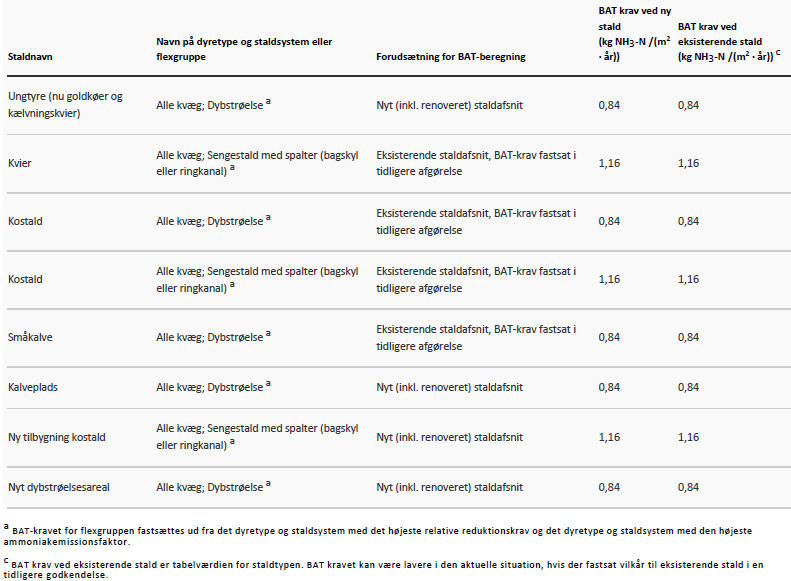 BAT krav ved ny
stald
(kg NH3-N /(m2
· år))
BAT krav ved
eksisterende stald
(kg NH3-N /(m2 · år)) C
Staldnavn
Navn på dyretype og staldsystem eller
flexgruppe
Forudsætning for BAT-beregning
Ungtyre (nu goldkøer og
kælvningskvier)
Alle kvæg; Dybstrøelse a
Nyt (inkl. renoveret) staldafsnit
0,84
0,84
Kvier
Alle kvæg; Sengestald med spalter (bagskyl
eller ringkanal) a
Eksisterende staldafsnit, BAT-krav fastsat i
tidligere afgørelse
1,16
1,16
Kostald
Alle kvæg; Dybstrøelse a
Eksisterende staldafsnit, BAT-krav fastsat i
tidligere afgørelse
0,84
0,84
Kostald
Alle kvæg; Sengestald med spalter (bagskyl
eller ringkanal) a
Eksisterende staldafsnit, BAT-krav fastsat i
tidligere afgørelse
1,16
1,16
Småkalve
Alle kvæg; Dybstrøelse a
Eksisterende staldafsnit, BAT-krav fastsat i
tidligere afgørelse
0,84
0,84
Kalveplads
Alle kvæg; Dybstrøelse a
Nyt (inkl. renoveret) staldafsnit
0,84
0,84
Ny tilbygning kostald
Alle kvæg; Sengestald med spalter (bagskyl
eller ringkanal) a
Nyt (inkl. renoveret) staldafsnit
1,16
1,16
Nyt dybstrøelsesareal
Alle kvæg; Dybstrøelse a
Nyt (inkl. renoveret) staldafsnit
0,84
0,84
a BAT-kravet for flexgruppen fastsættes ud fra det dyretype og staldsystem med det højeste relative reduktionskrav og det dyretype og staldsystem med den højeste
ammoniakemissionsfaktor.
C BAT krav ved eksisterende stald er tabelværdien for staldtypen. BAT kravet kan være lavere i den aktuelle situation, hvis der fastsat vilkår til eksisterende stald i en
tidligere godkendelse.